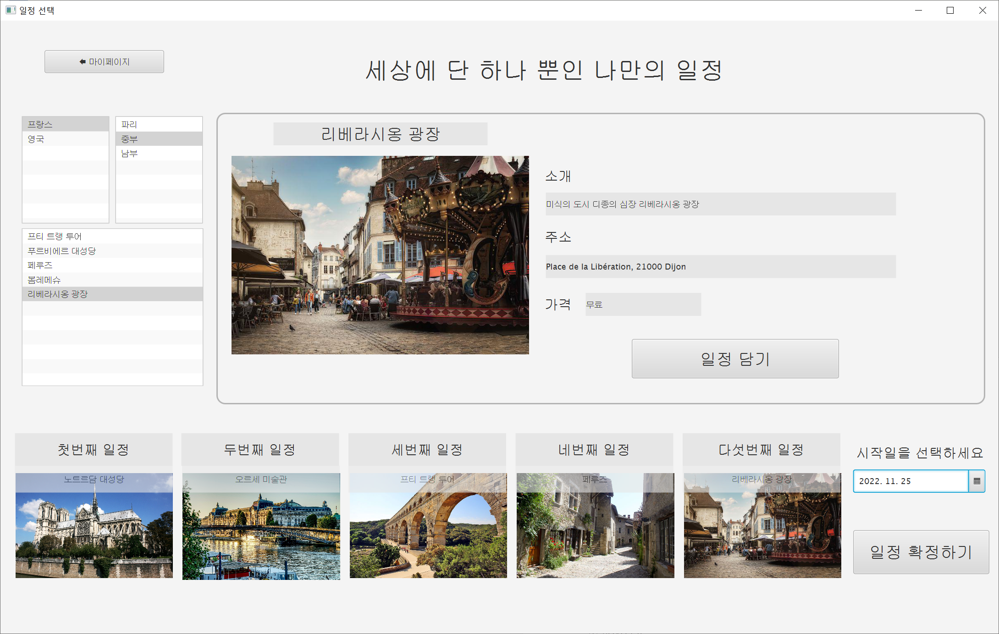 일정 선택
마이페이지
세상에 단 하나 뿐인 나만의 일정
프랑스
영국
파리
중부
남부
프티 트랭 투어
푸르비에르 대성당
페루즈
봄레메슈
리베라시옹 광장
리베라시옹 광장
소개
미식의 도시 디종의 심장 리베라시옹 광장
주소
Place de la Libération, 21000 Dijon
가격 무료
일정 담기
첫번째 일정
노트르담 대성당
두번째 일정
오르세 미술관
세번째 일정
프티 트랭 투어
네번째 일정
페루즈
다섯번째 일정
리베라시옹 광장
시작일을 선택하세요
2022. 11. 25
일정 확정하기